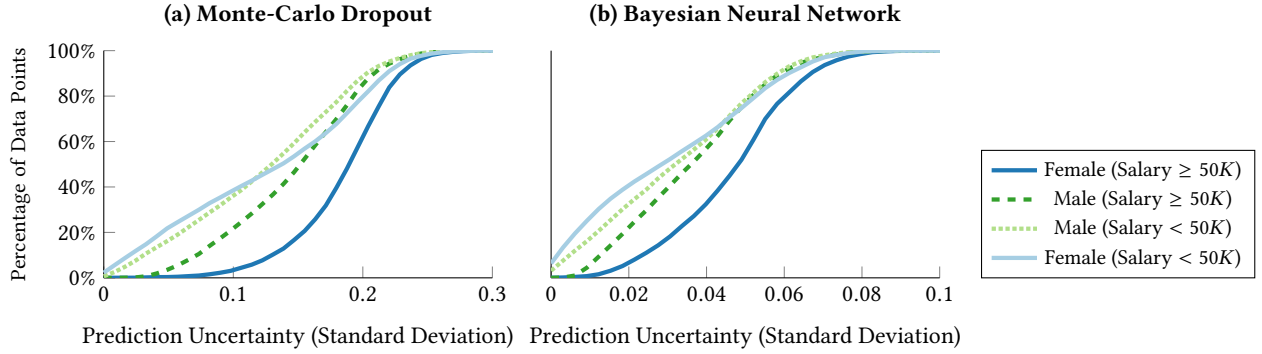 (a) Monte-Carlo Dropout
(b) Bayesian Neural Network
Percentage of Data Points
100%
80%
60%
40%
20%
0%
0 0.1 0.2 0.3
0 0.02 0.04 0.06 0.08 0.1
Prediction Uncertainty (Standard Deviation)
Prediction Uncertainty (Standard Deviation)
Female (Salary ≥ 50K)
Male (Salary ≥ 50K)
Male (Salary < 50K)
Female (Salary < 50K)